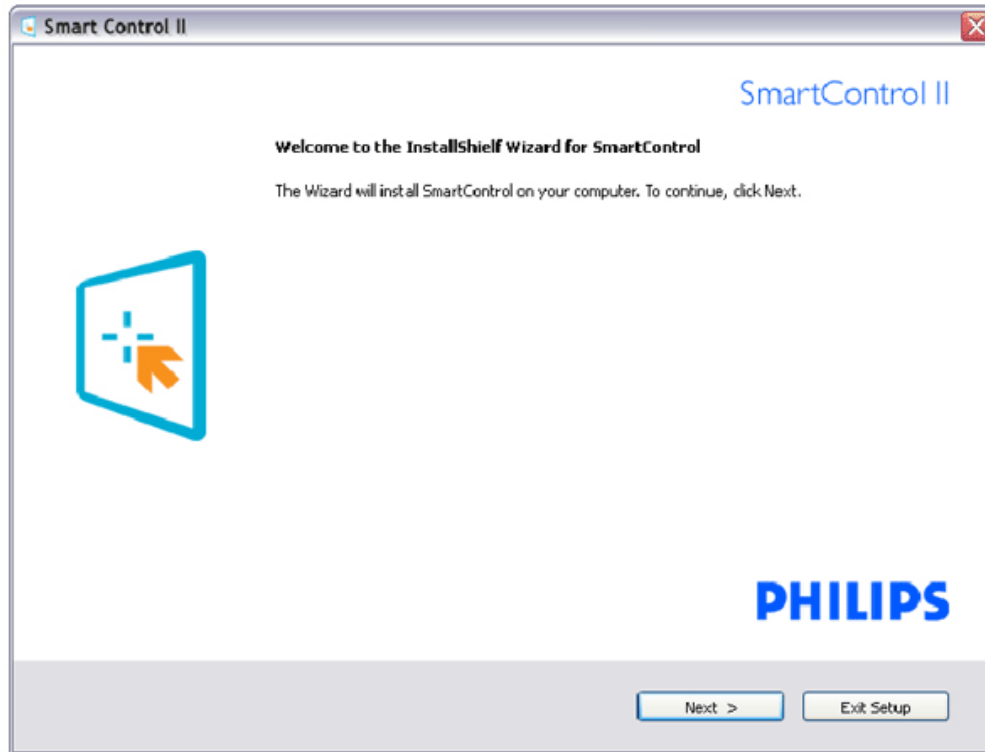 Smart Control II
SmartControl II
Welcome to the InstallShield Wizard for SmartControl
The Wizard will install SmartControl on your computer. To continue, click Next.
PHILIPS
Next >
Exit Setup